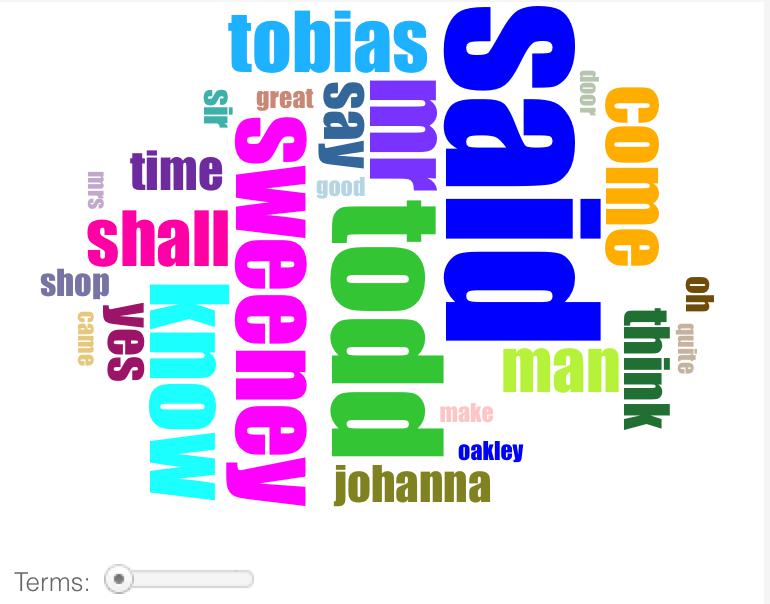 tobias
said
door
great
sir
say
mr
come
sweeney
time
good
mrs
todd
shall
shop
oh
know
yes
came
think
quite
man
make
oakley
johanna
Terms: